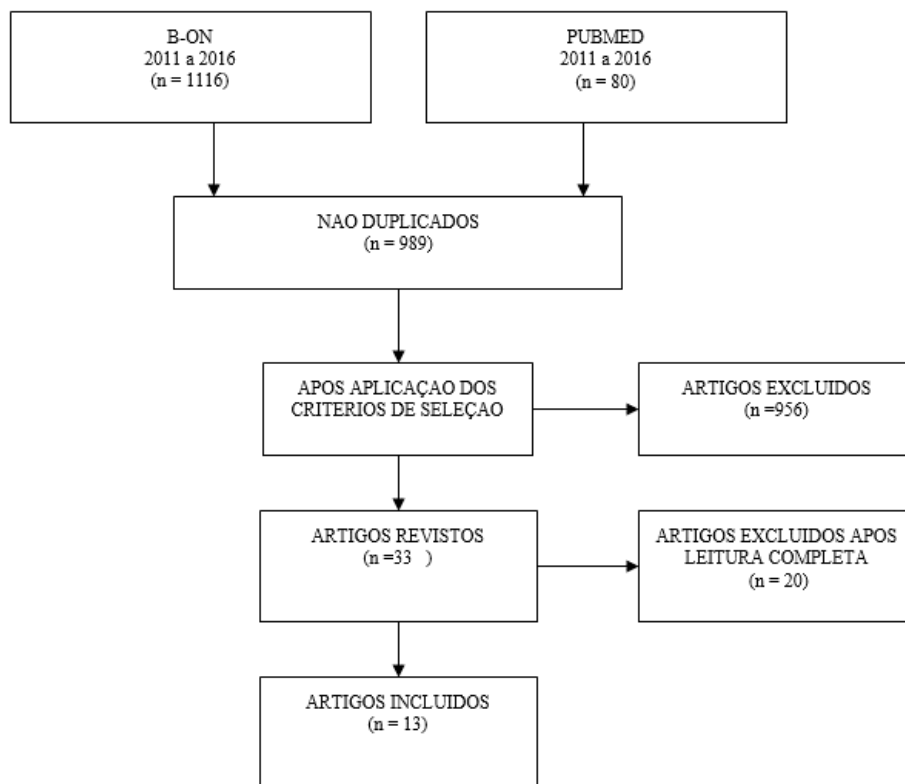 B-ON
2011 a 2016
(n = 1116)
PUBMED
2011 a 2016
(n = 80)
NAO DUPLICADOS
(n = 989)
APOS APLICAÇAO DOS
CRITERIOS DE SELEÇAO
ARTIGOS EXCLUIDOS
(n =956)
ARTIGOS REVISTOS
(n =33   )
ARTIGOS EXCLUIDOS APOS
LEITURA COMPLETA
(n = 20)
ARTIGOS INCLUIDOS
(n = 13)